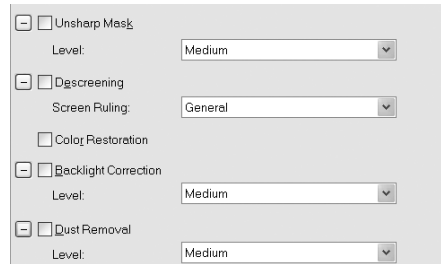 Unsharp Mask
Level: Medium
Descreening
Screen Ruling: General
Color Restoration
Backlight Correction
Level: Medium
Dust Removal
Level: Medium